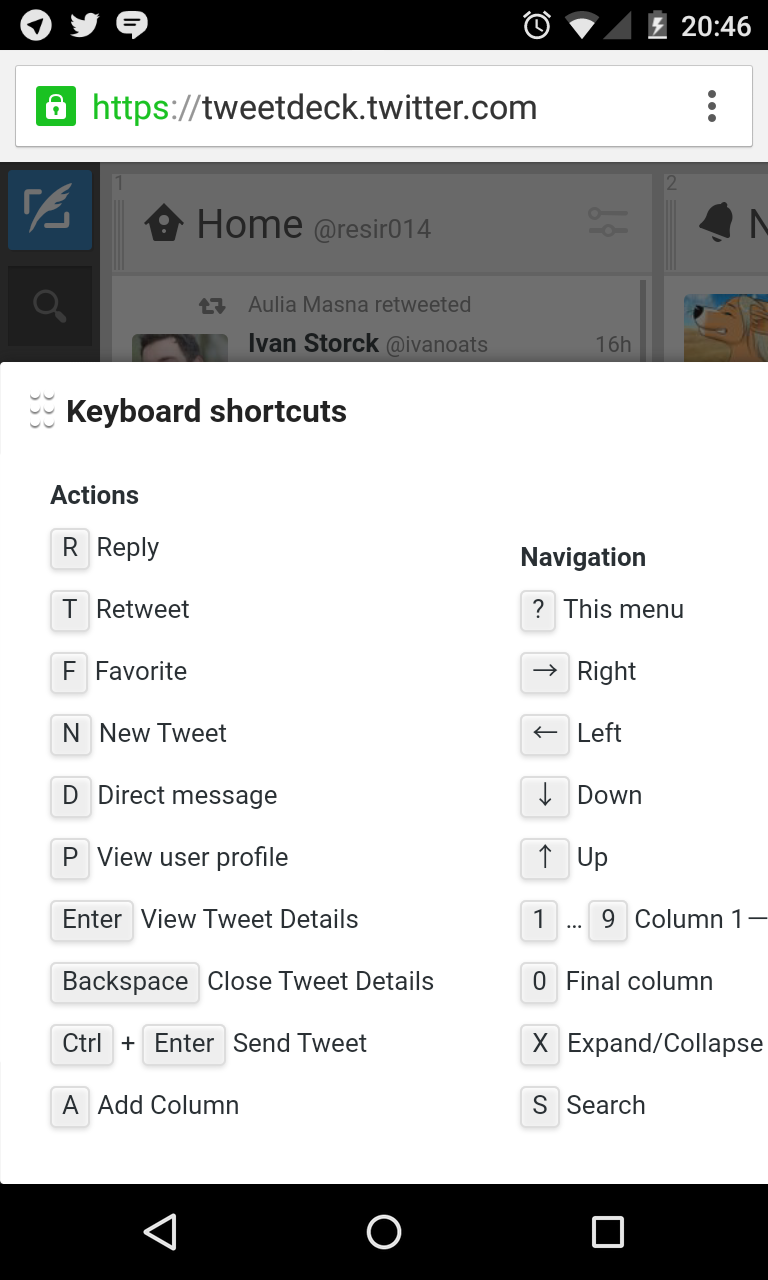 20:46
https://tweetdeck.twitter.com
1
Home @resir014
2
N
Aulia Masna retweeted
Ivan Storck @ivanoats 16h
Keyboard shortcuts
Actions
R Reply
T Retweet
F Favorite
N New Tweet
D Direct message
P View user profile
Enter View Tweet Details
Backspace Close Tweet Details
Ctrl + Enter Send Tweet
A Add Column
Navigation
? This menu
→ Right
← Left
↓ Down
↑ Up
1 ... 9 Column 1—
0 Final column
X Expand/Collapse
S Search